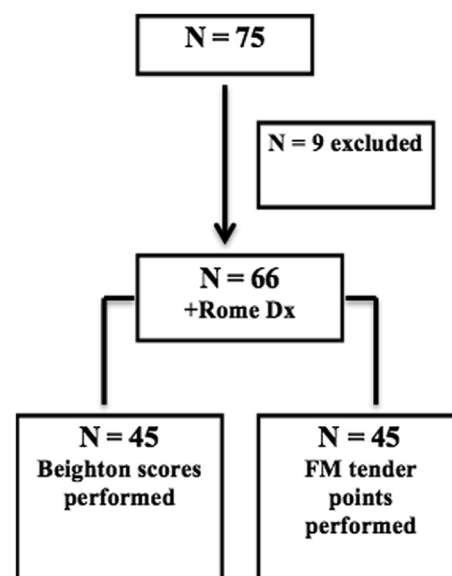 N = 75
N = 9 excluded
N = 66
+Rome Dx
N = 45
Beighton scores
performed
N = 45
FM tender
points
performed